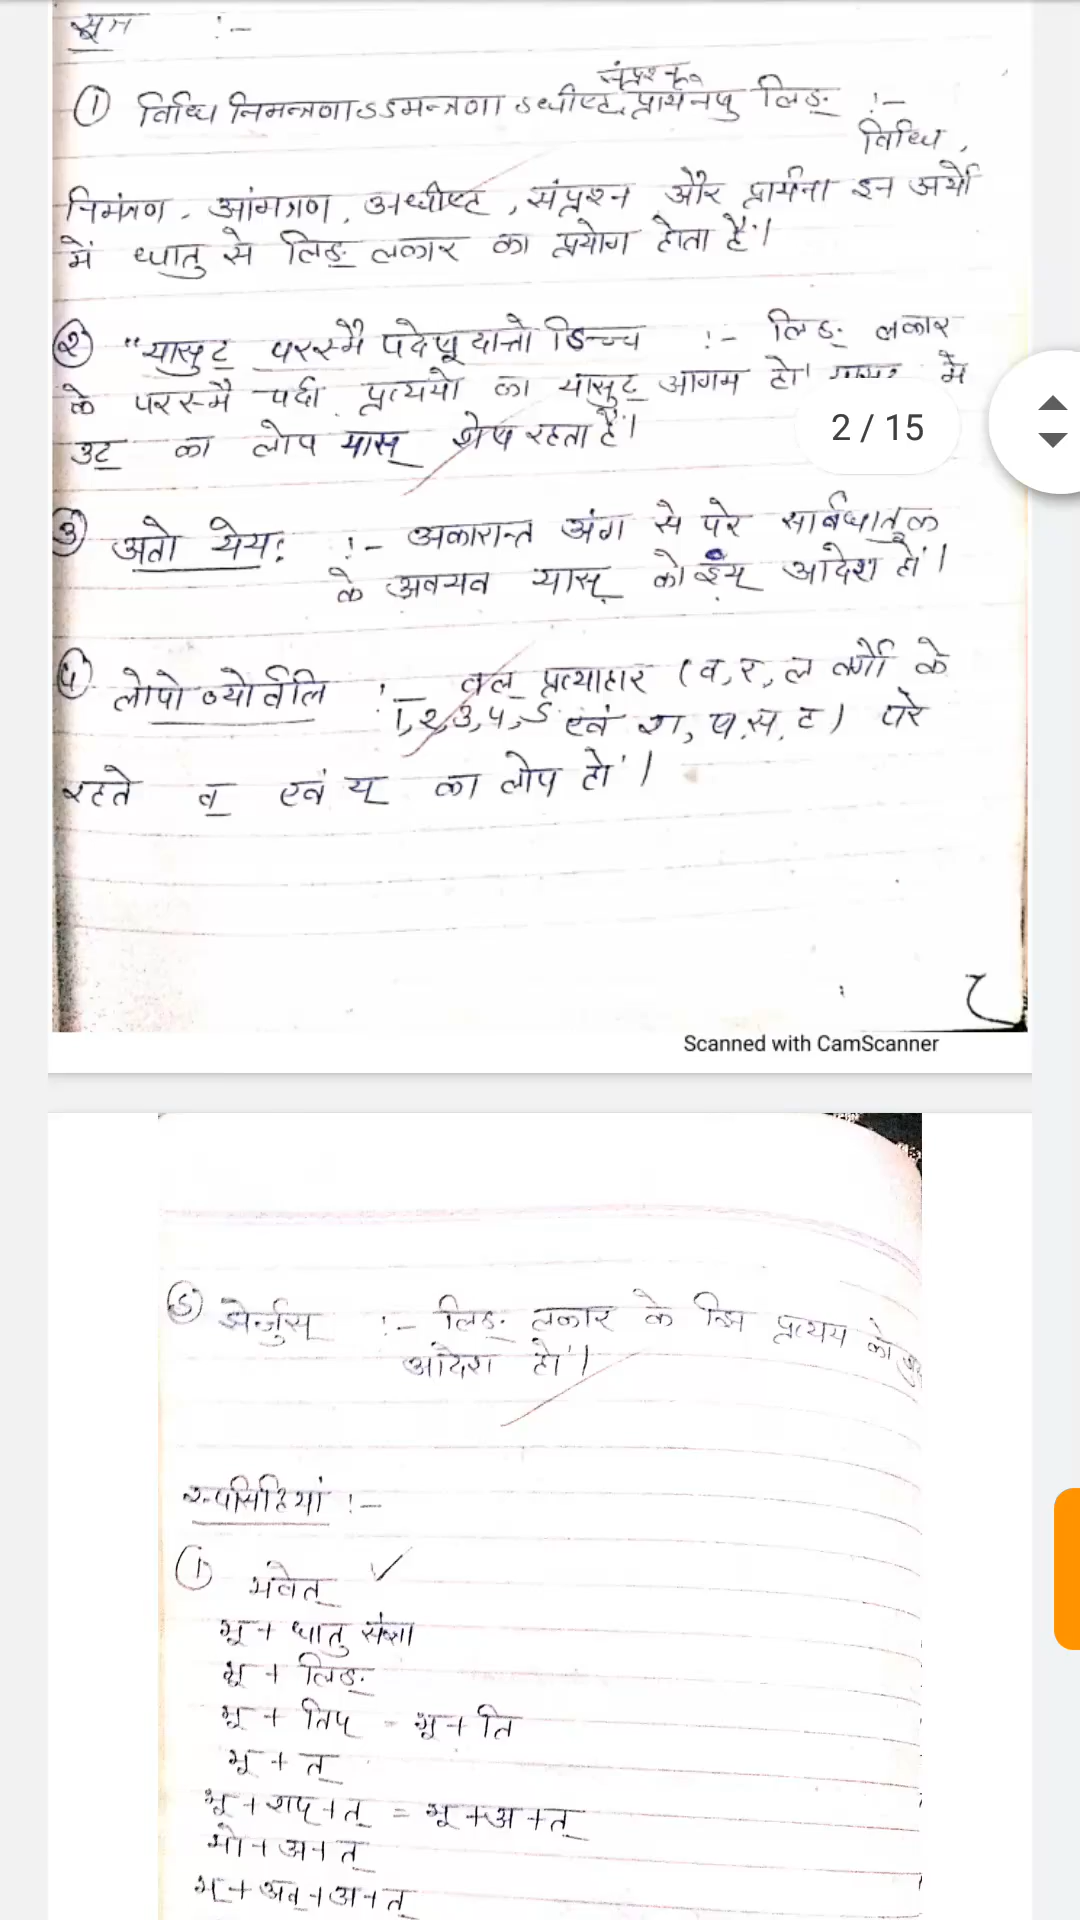 सूत्र :-
संप्रश्न
① विधि निमन्त्रणाऽऽमन्त्रणाऽधीष्ट प्रार्थनेषु लिङ् :-
विधि,
निमंत्रण, आंमत्रण, अधीष्ट, संप्रश्न और प्रार्थना इन अर्थो
में धातु से लिङ् लकार का प्रयोग होता है।
② "यासुट् परस्मै पदेषूदात्तो ङिच्च :- लिङ् लकार
के परस्मै पदी प्रत्ययो का यासुट् आगम हो। में
2 / 15
उट् का लोप यास् शेष रहता है।
③ अतो येयः :- अकारान्त अंग से परे सार्वधातुक
के अवयव यास् को इय् आदेश हो।
④ लोपो व्योर्वलि :- वल् प्रत्याहार (व,र,ल वर्गो के
1,2,3,4,5 एवं श,ष,स,ह) परे
रहते व् एवं य् का लोप हो।
2
Scanned with CamScanner
⑤ झेर्जुस् :- लिङ् लकार के झि प्रत्यय को
आदेश हो।
रूपसिद्धियां :-
① भवेत्
भू + धातु संज्ञा
भू + लिङ्
भू + तिप् - भू + ति
भू + त्
भू + शप् + त् = भू + अ + त्
भो + अ + त्
भ् + अव् + अ + त्